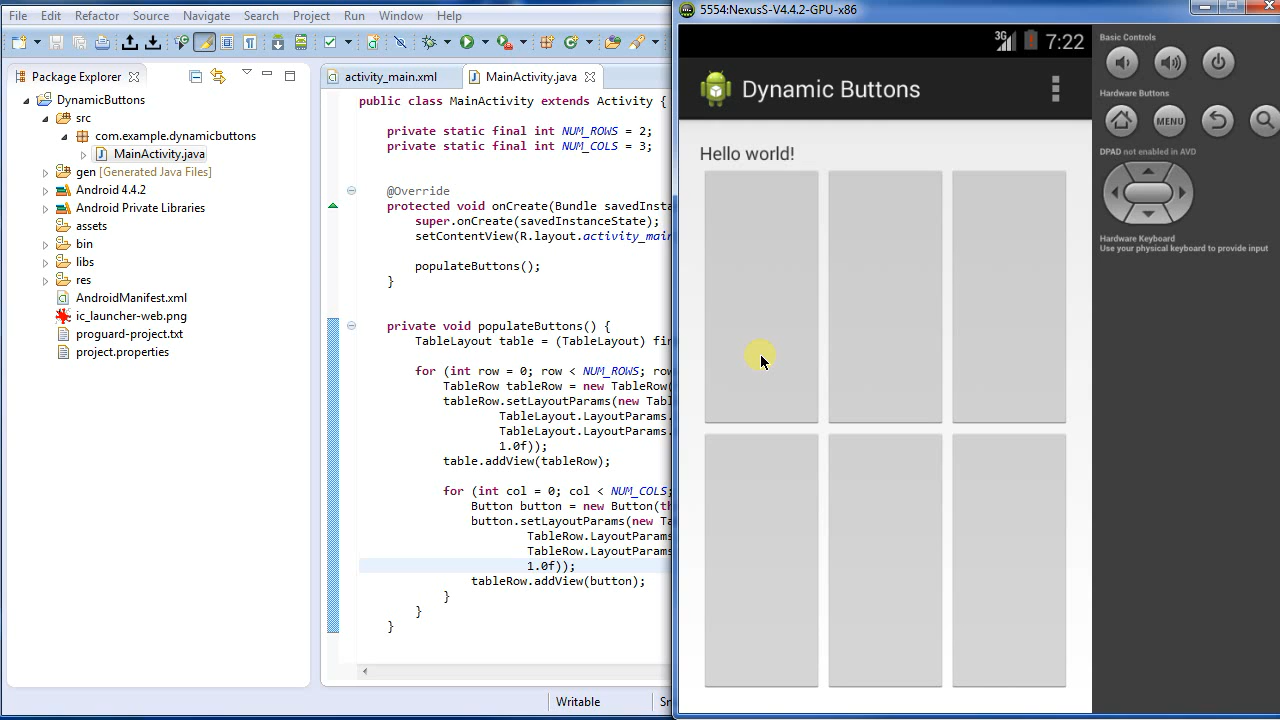 File Edit Refactor Source Navigate Search Project Run Window Help
Package Explorer
DynamicButtons
src
com.example.dynamicbuttons
MainActivity.java
gen [Generated Java Files]
Android 4.4.2
Android Private Libraries
assets
bin
libs
res
AndroidManifest.xml
ic_launcher-web.png
proguard-project.txt
project.properties
activity_main.xml
MainActivity.java
public class MainActivity extends Activity {
private static final int NUM_ROWS = 2;
private static final int NUM_COLS = 3;
@Override
protected void onCreate(Bundle savedInsta
super.onCreate(savedInstanceState);
setContentView(R.layout.activity_mai
populateButtons();
}
private void populateButtons() {
TableLayout table = (TableLayout) fi
for (int row = 0; row < NUM_ROWS; row
TableRow tableRow = new TableRow(
tableRow.setLayoutParams(new Tabl
TableLayout.LayoutParams.
TableLayout.LayoutParams.
1.0f));
table.addView(tableRow);
for (int col = 0; col < NUM_COLS;
Button button = new Button(th
button.setLayoutParams(new Ta
TableRow.LayoutParams
TableRow.LayoutParams
1.0f));
tableRow.addView(button);
}
}
}
Writable
5554:NexusS-V4.4.2-GPU-x86
3G 7:22
Dynamic Buttons
Hello world!
Basic Controls
Hardware Buttons
MENU
DPAD not enabled in AVD
Hardware Keyboard
Use your physical keyboard to provide input